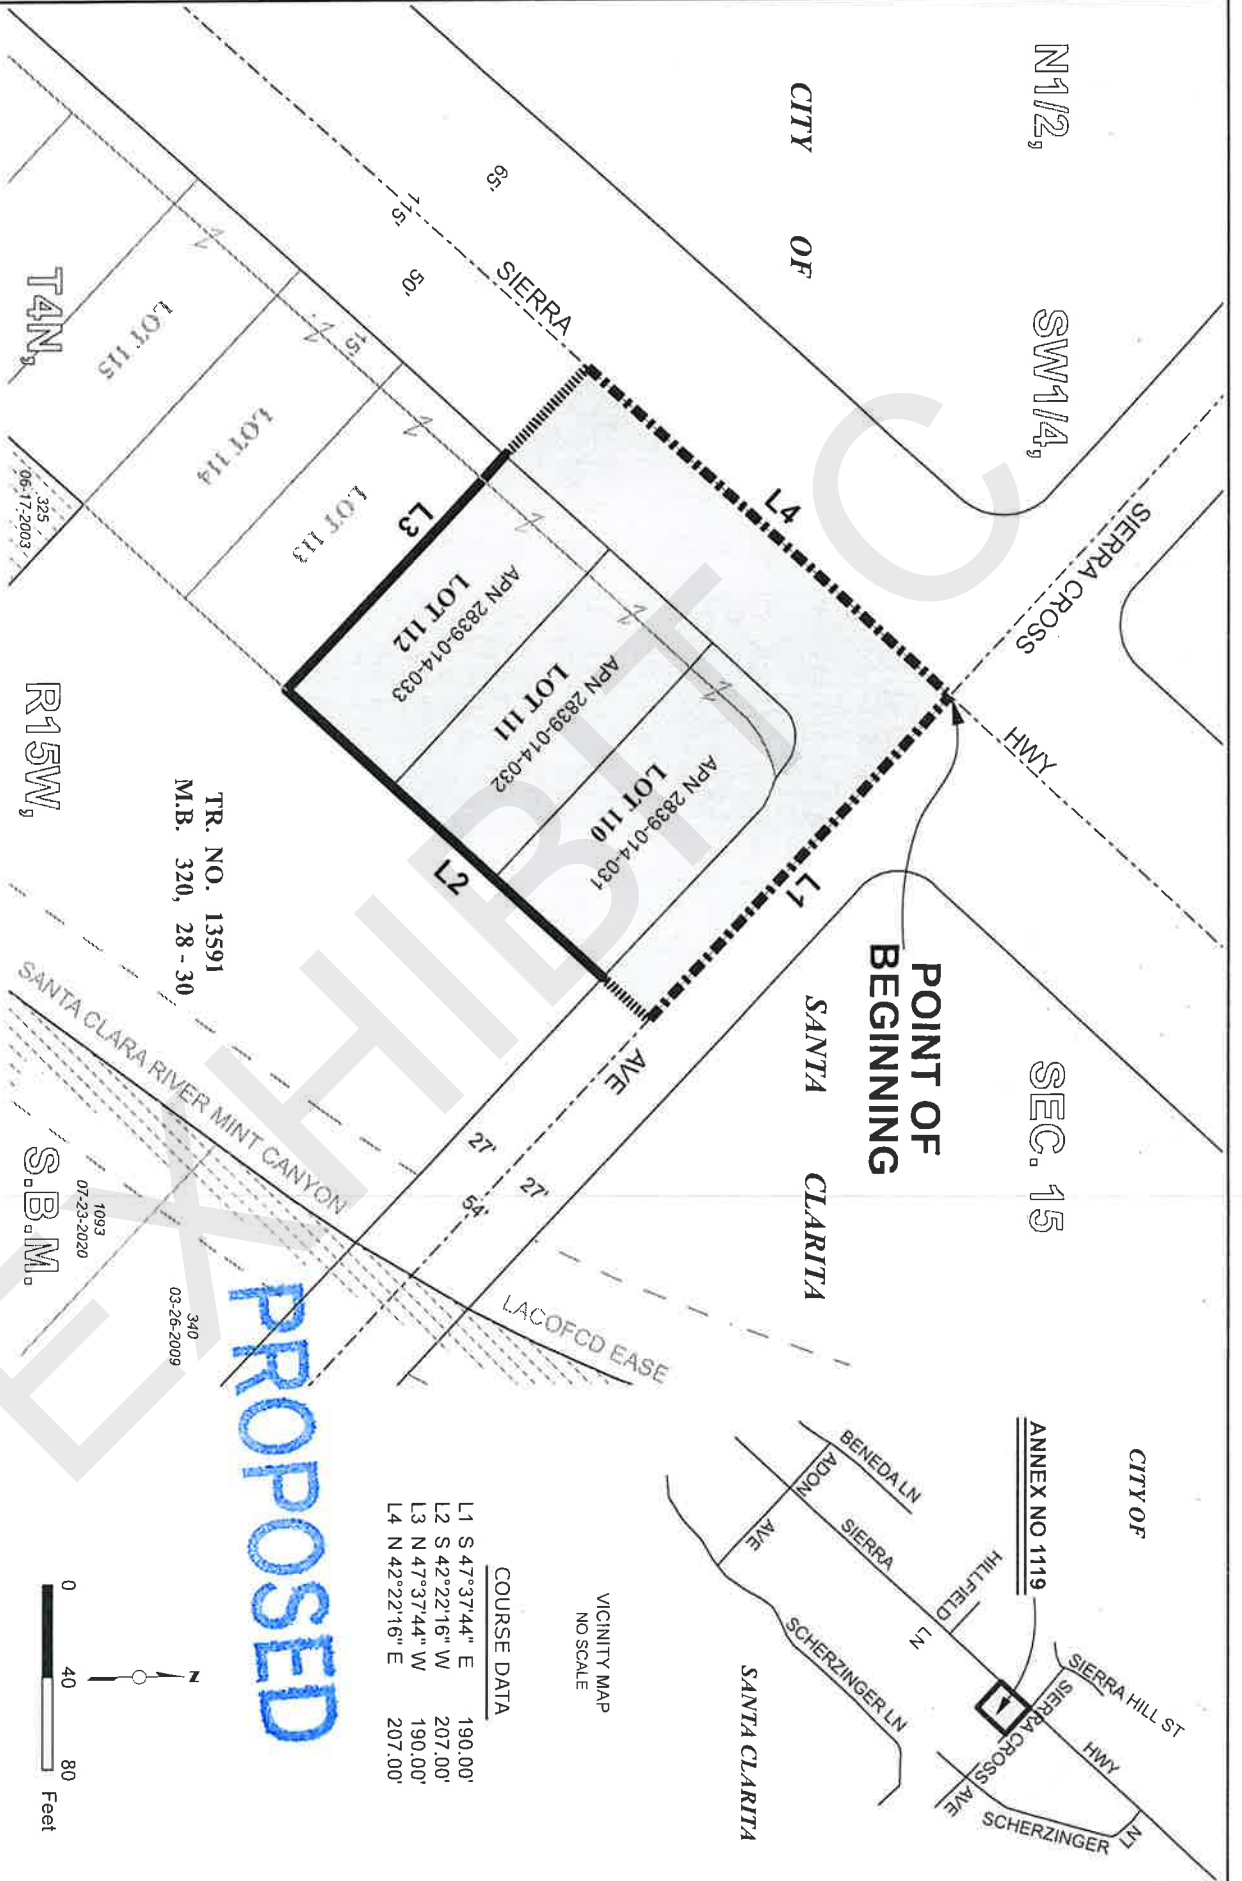 N1/2,
SW1/4,
SEC. 15
CITY OF
SANTA CLARITA
SIERRA CROSS
HWY
SIERRA
AVE
65'
115'
50'
15'
27'
27'
54'
POINT OF
BEGINNING
L4
L1
L3
L2
APN 2839-014-031
LOT 110
APN 2839-014-032
LOT 111
APN 2839-014-033
LOT 112
LOT 113
LOT 114
LOT 115
325
06-17-2003
T4N,
R15W,
S.B.M.
TR. NO. 13591
M.B. 320, 28 - 30
SANTA CLARA RIVER MINT CANYON
LACOFCD EASE
1093
07-23-2020
340
03-26-2009
EXHIBIT C
PROPOSED
CITY OF
SANTA CLARITA
ANNEX NO 1119
BENEDA LN
ADON
AVE
SIERRA
HWY
HILLFIELD
LN
SIERRA HILL ST
SIERRA CROSS AVE
SCHERZINGER LN
SCHERZINGER
LN
VICINITY MAP
NO SCALE
COURSE DATA
L1 S 47°37'44" E 190.00'
L2 S 42°22'16" W 207.00'
L3 N 47°37'44" W 190.00'
L4 N 42°22'16" E 207.00'
N
0 40 80 Feet